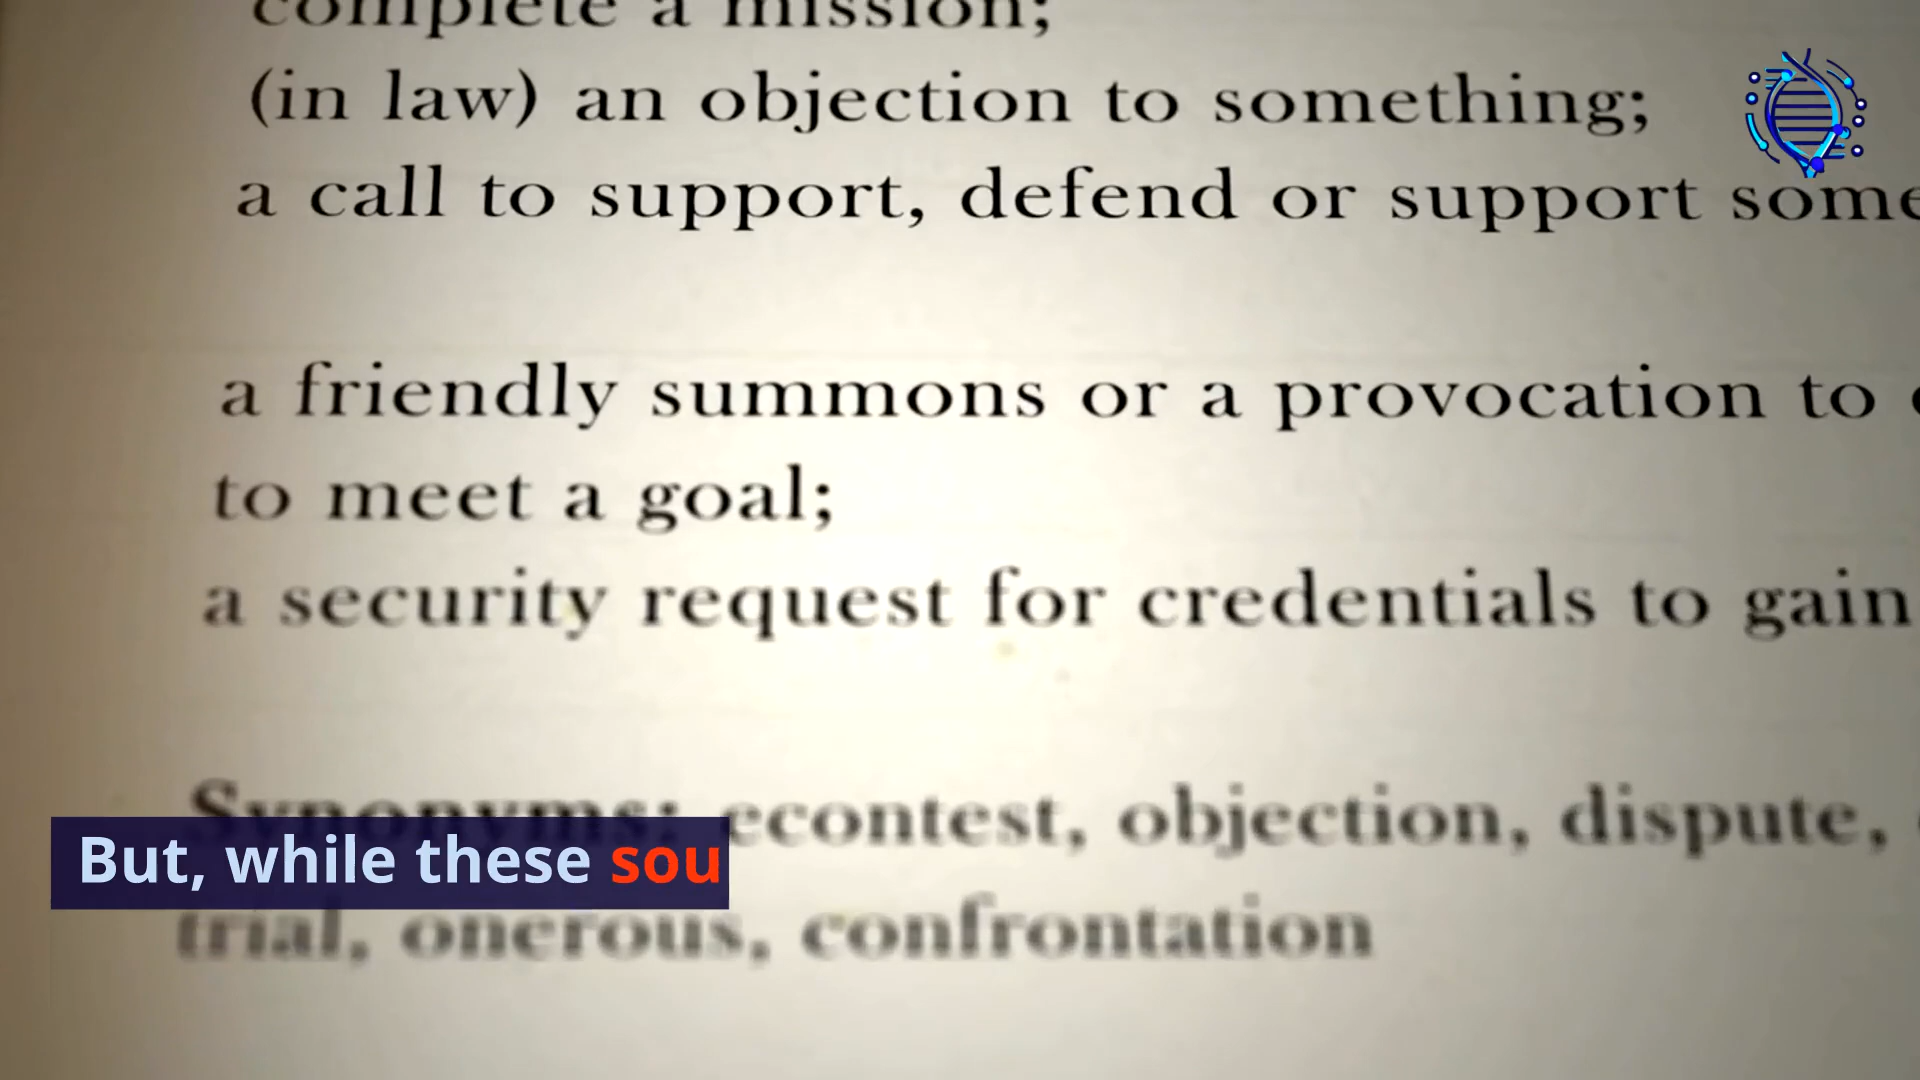 complete a mission;
(in law) an objection to something;
a call to support, defend or support some
a friendly summons or a provocation to
to meet a goal;
a security request for credentials to gain
Synonyms: econtest, objection, dispute,
But, while these sou
trial, onerous, confrontation